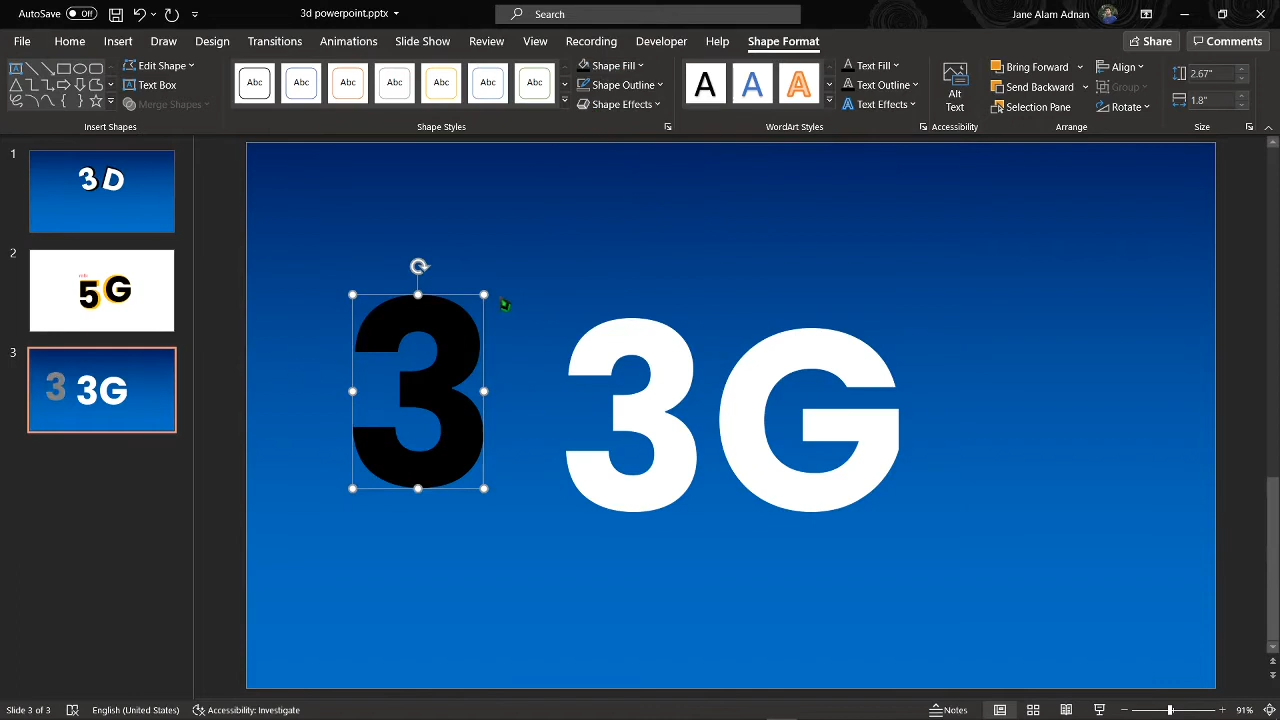 AutoSave Off 3d powerpoint.pptx Search Jane Alam Adnan
File Home Insert Draw Design Transitions Animations Slide Show Review View Recording Developer Help Shape Format Share Comments
Edit Shape Text Box Merge Shapes
Insert Shapes
Abc Abc Abc Abc Abc Abc Abc
Shape Fill
Shape Outline
Shape Effects
Shape Styles
A A A
Text Fill
Text Outline
Text Effects
WordArt Styles
Alt
Text
Accessibility
Bring Forward
Send Backward
Selection Pane
Align
Group
Rotate
Arrange
2.67"
1.8"
Size
1
3D
2
5G
3
3 3G
3 3G
Slide 3 of 3 English (United States) Accessibility: Investigate Notes 91%